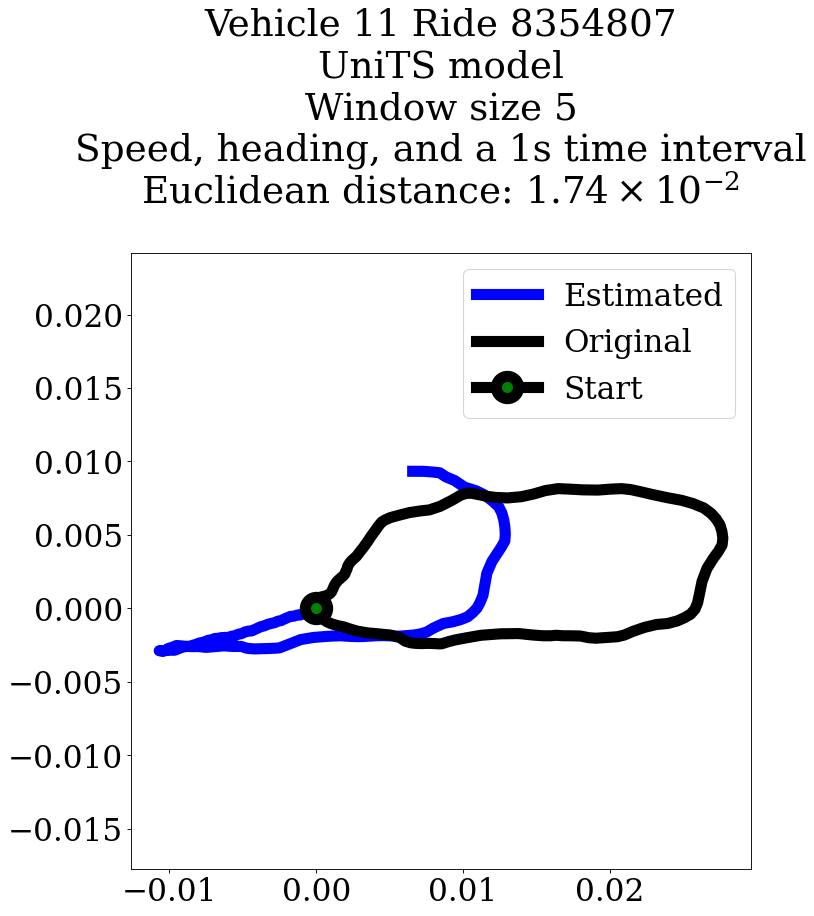 Vehicle 11 Ride 8354807
UniTS model
Window size 5
Speed, heading, and a 1s time interval
Euclidean distance: 1.74 × 10⁻²
Estimated
Original
Start
0.020
0.015
0.010
0.005
0.000
−0.005
−0.010
−0.015
−0.01 0.00 0.01 0.02